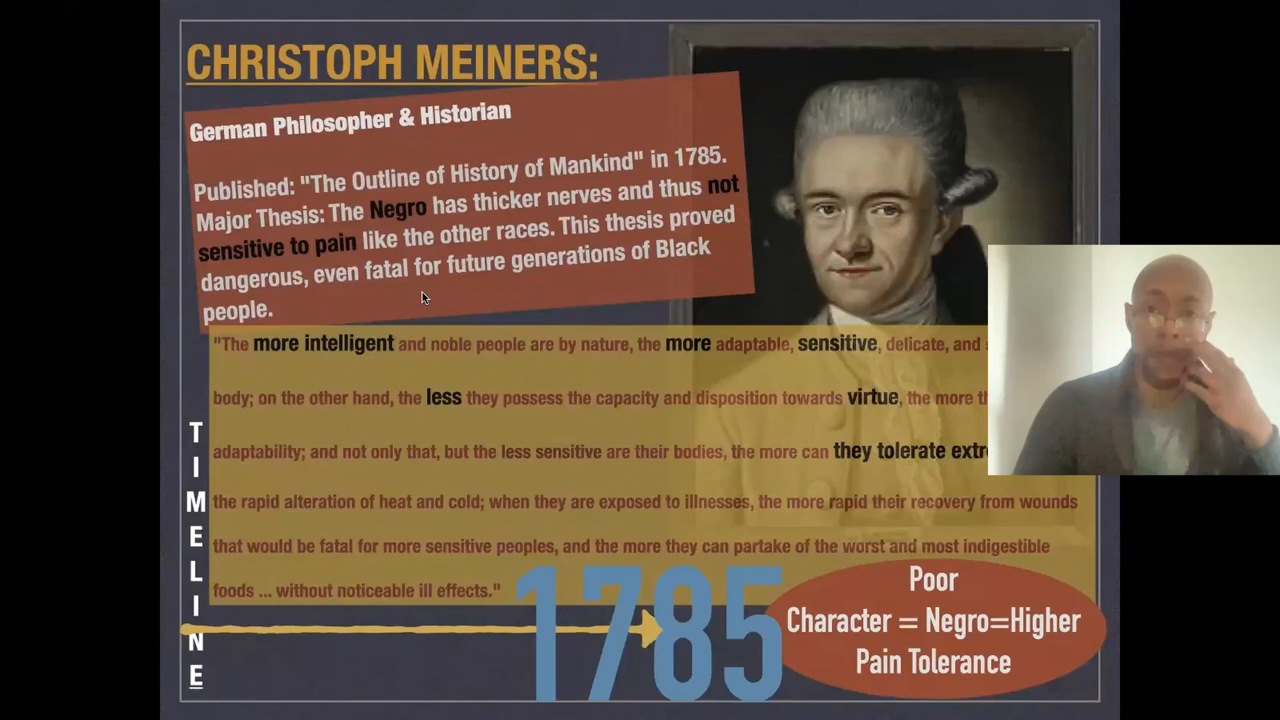 CHRISTOPH MEINERS:
German Philosopher & Historian
Published: "The Outline of History of Mankind" in 1785.
Major Thesis: The Negro has thicker nerves and thus not
sensitive to pain like the other races. This thesis proved
dangerous, even fatal for future generations of Black
people.
"The more intelligent and noble people are by nature, the more adaptable, sensitive, delicate, and
body; on the other hand, the less they possess the capacity and disposition towards virtue, the more
adaptability; and not only that, but the less sensitive are their bodies, the more can they tolerate
the rapid alteration of heat and cold; when they are exposed to illnesses, the more rapid their recovery from wounds
that would be fatal for more sensitive peoples, and the more they can partake of the worst and most indigestible
foods ... without noticeable ill effects."
TIMELINE
1785
Poor
Character = Negro=Higher
Pain Tolerance